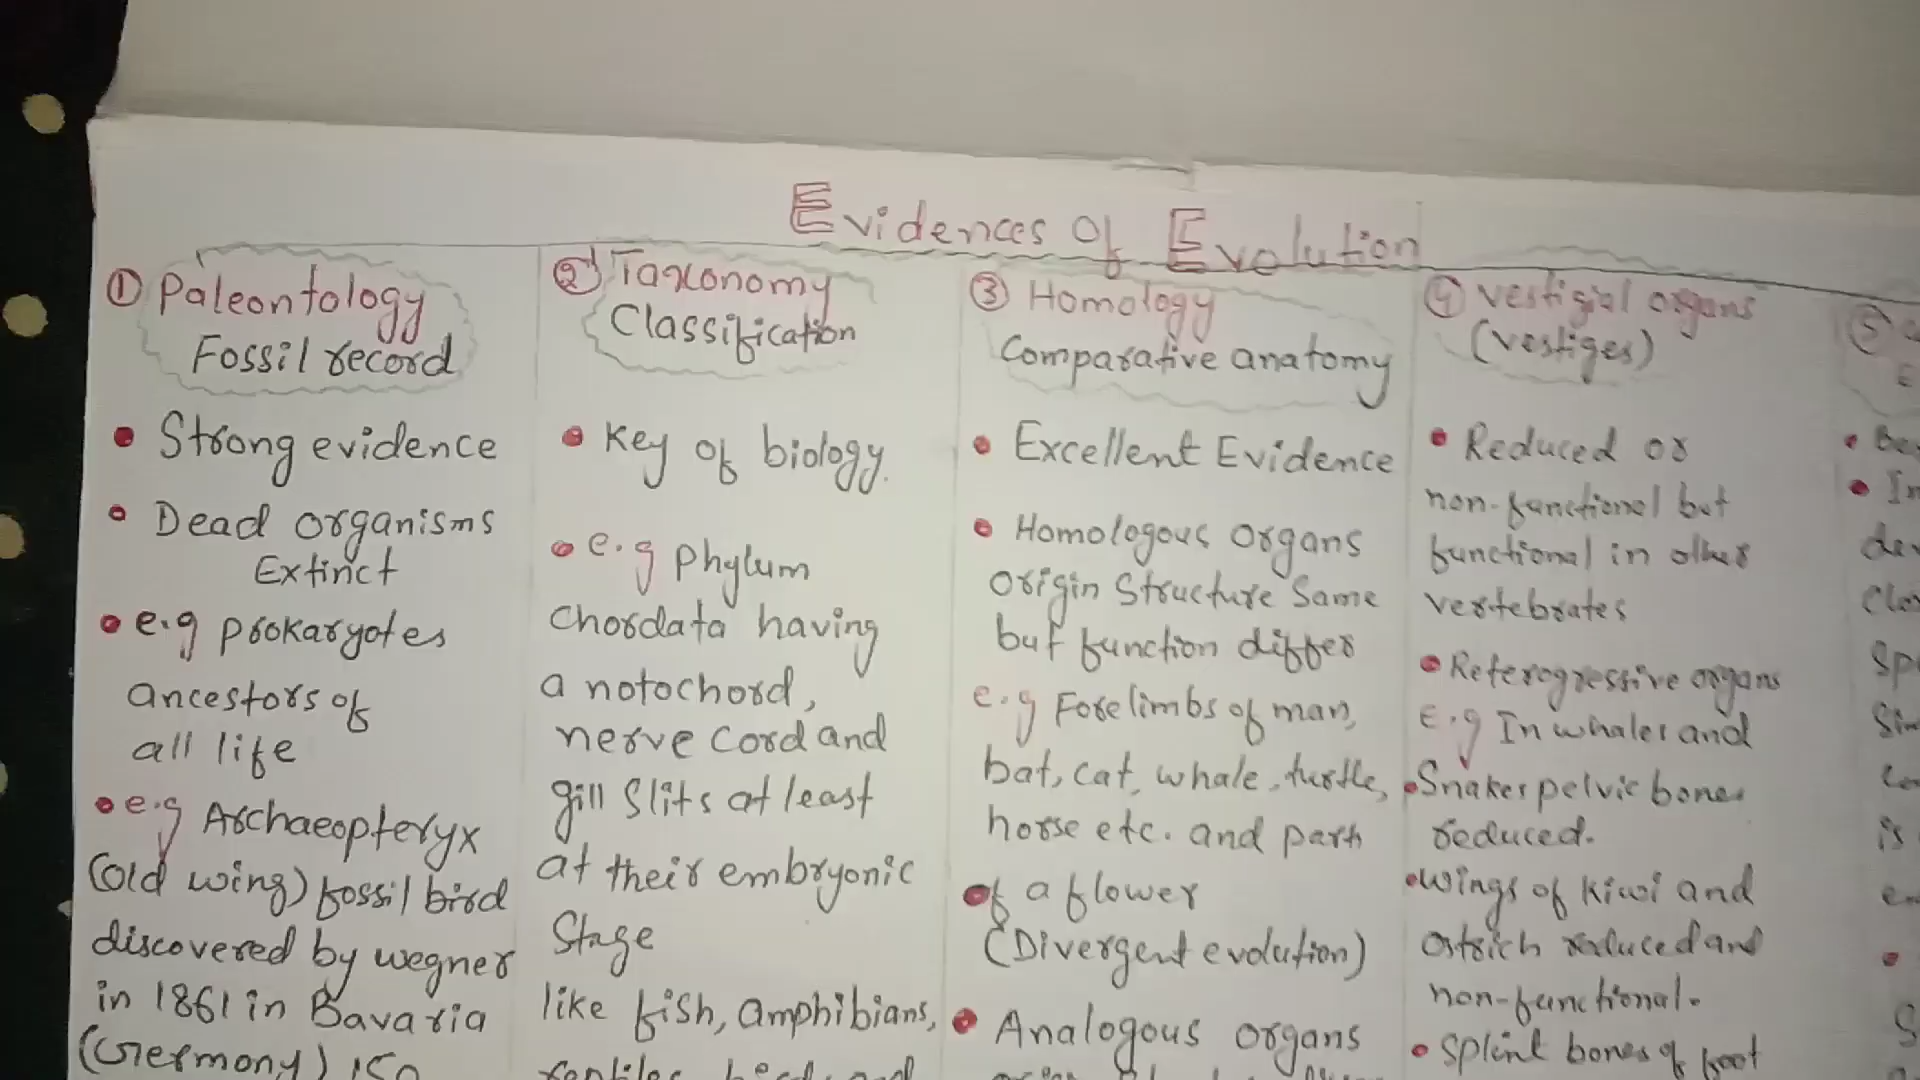 Evidences Of Evolution
① Paleontology
Fossil record
• Strong evidence
• Dead organisms
Extinct
• e.g prokaryotes
ancestors of
all life
• e.g Archaeopteryx
(old wing) fossil bird
discovered by wegner
in 1861 in Bavaria
(Germony) 150
② Taxonomy
Classification
• Key of biology.
• e.g phylum
Chordata having
a notochord,
nerve cord and
gill slits at least
at their embryonic
Stage
like fish, amphibians,
③ Homology
Comparative anatomy
• Excellent Evidence
• Homologous Organs
Origin Structure Same
but function differ
e.g Forelimbs of man,
bat, cat, whale, turtle,
horse etc. and parts
of a flower
(Divergent evolution)
• Analogous organs
④ vestigial organs
(vestiges)
• Reduced or
non-functional but
functional in other
vertebrates
• Reterogressive organs
E.g In whales and
• Snakes pelvic bones
reduced.
• wings of Kiwi and
Ostrich reduced and
non-functional.
• Splint bones of foot
⑤
• In